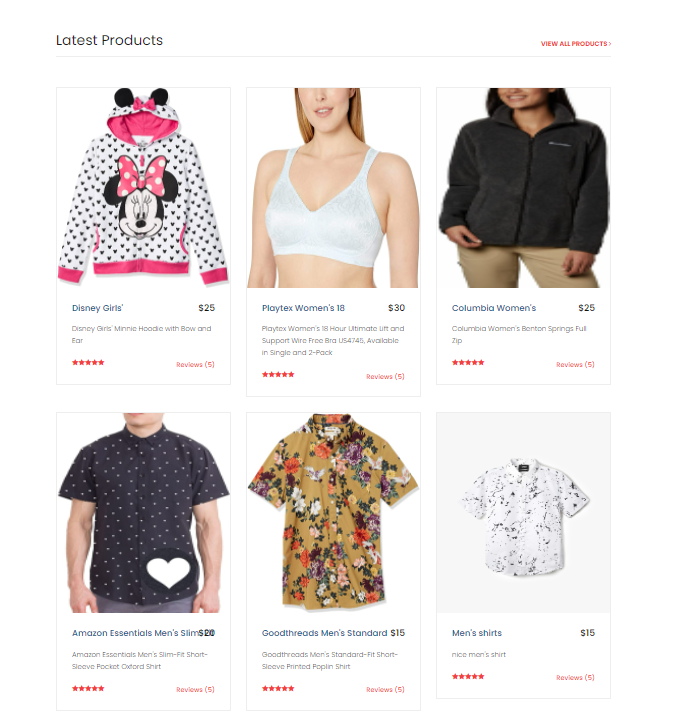 Latest Products
VIEW ALL PRODUCTS ›
Disney Girls' $25
Disney Girls' Minnie Hoodie with Bow and
Ear
Reviews (5)
Playtex Women's 18 $30
Playtex Women's 18 Hour Ultimate Lift and
Support Wire Free Bra US4745, Available
in Single and 2-Pack
Reviews (5)
Columbia Women's $25
Columbia Women's Benton Springs Full
Zip
Reviews (5)
Amazon Essentials Men's Slim $20
Amazon Essentials Men's Slim-Fit Short-
Sleeve Pocket Oxford Shirt
Reviews (5)
Goodthreads Men's Standard $15
Goodthreads Men's Standard-Fit Short-
Sleeve Printed Poplin Shirt
Reviews (5)
Men's shirts $15
nice men's shirt
Reviews (5)